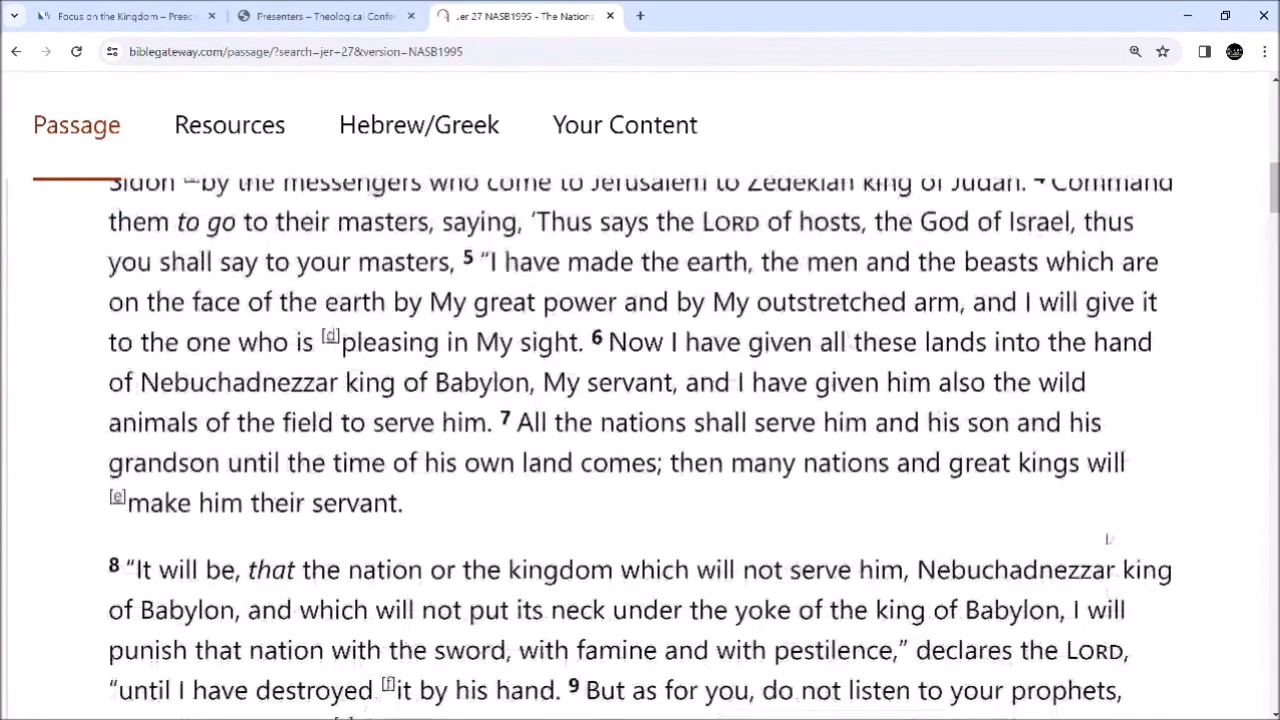 Focus on the Kingdom – Preac
Presenters – Theological Confe
Jer 27 NASB1995 - The Nations
biblegateway.com/passage/?search=jer+27&version=NASB1995
Passage Resources Hebrew/Greek Your Content
Sidon by the messengers who come to Jerusalem to Zedekiah king of Judah. 4 Command
them to go to their masters, saying, ‘Thus says the LORD of hosts, the God of Israel, thus
you shall say to your masters, 5 “I have made the earth, the men and the beasts which are
on the face of the earth by My great power and by My outstretched arm, and I will give it
to the one who is [d]pleasing in My sight. 6 Now I have given all these lands into the hand
of Nebuchadnezzar king of Babylon, My servant, and I have given him also the wild
animals of the field to serve him. 7 All the nations shall serve him and his son and his
grandson until the time of his own land comes; then many nations and great kings will
[e]make him their servant.
8 “It will be, that the nation or the kingdom which will not serve him, Nebuchadnezzar king
of Babylon, and which will not put its neck under the yoke of the king of Babylon, I will
punish that nation with the sword, with famine and with pestilence,” declares the LORD,
“until I have destroyed [f]it by his hand. 9 But as for you, do not listen to your prophets,